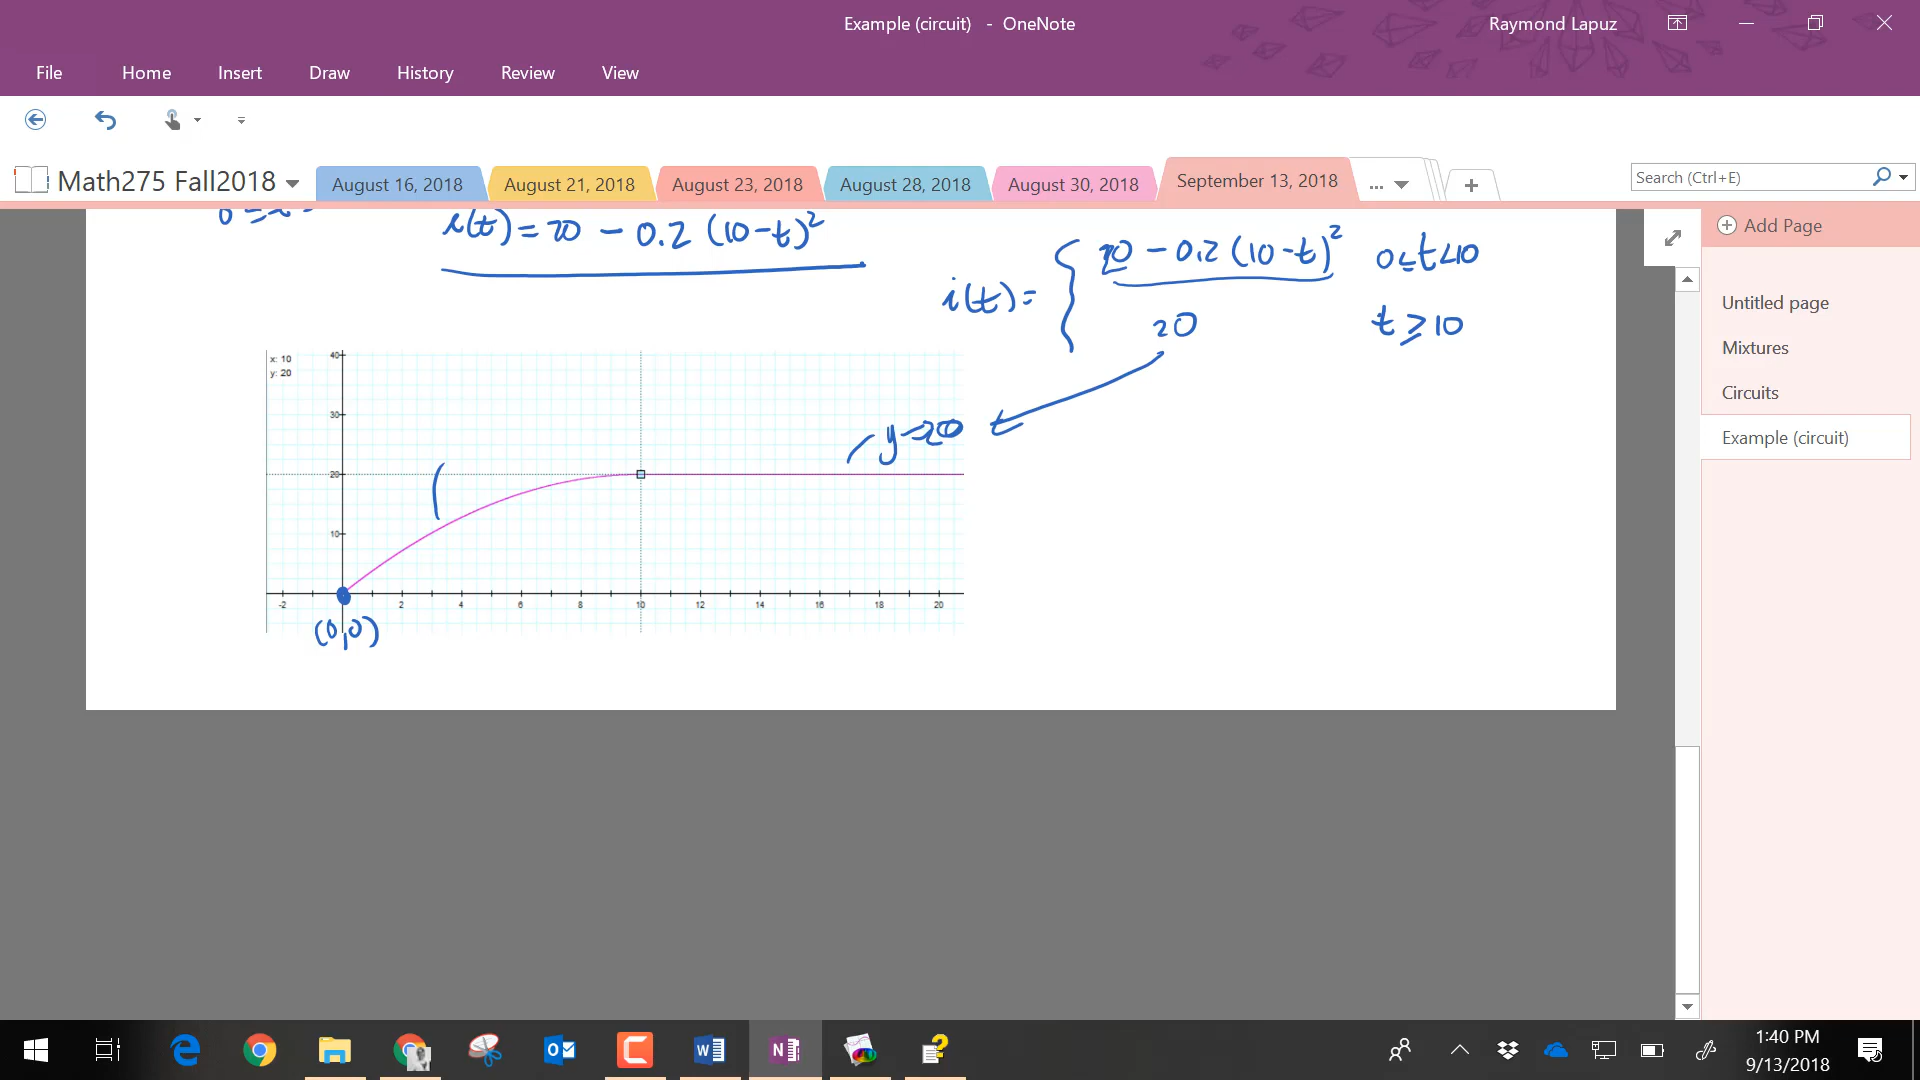 Example (circuit) - OneNote
Raymond Lapuz
File Home Insert Draw History Review View
Math275 Fall2018
August 16, 2018 August 21, 2018 August 23, 2018 August 28, 2018 August 30, 2018 September 13, 2018 ... +
Search (Ctrl+E)
Add Page
Untitled page
Mixtures
Circuits
Example (circuit)
i(t) = 20 - 0.2 (10-t)²
i(t) = { 20 - 0.2 (10-t)² 0≤t<10
20 t ≥ 10
x: 10
y: 20
40
30
20
10
-2 2 4 6 8 10 12 14 16 18 20
y=20
(0,0)
1:40 PM
9/13/2018